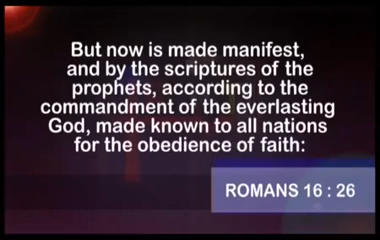 But now is made manifest,
and by the scriptures of the
prophets, according to the
commandment of the everlasting
God, made known to all nations
for the obedience of faith:
ROMANS 16 : 26